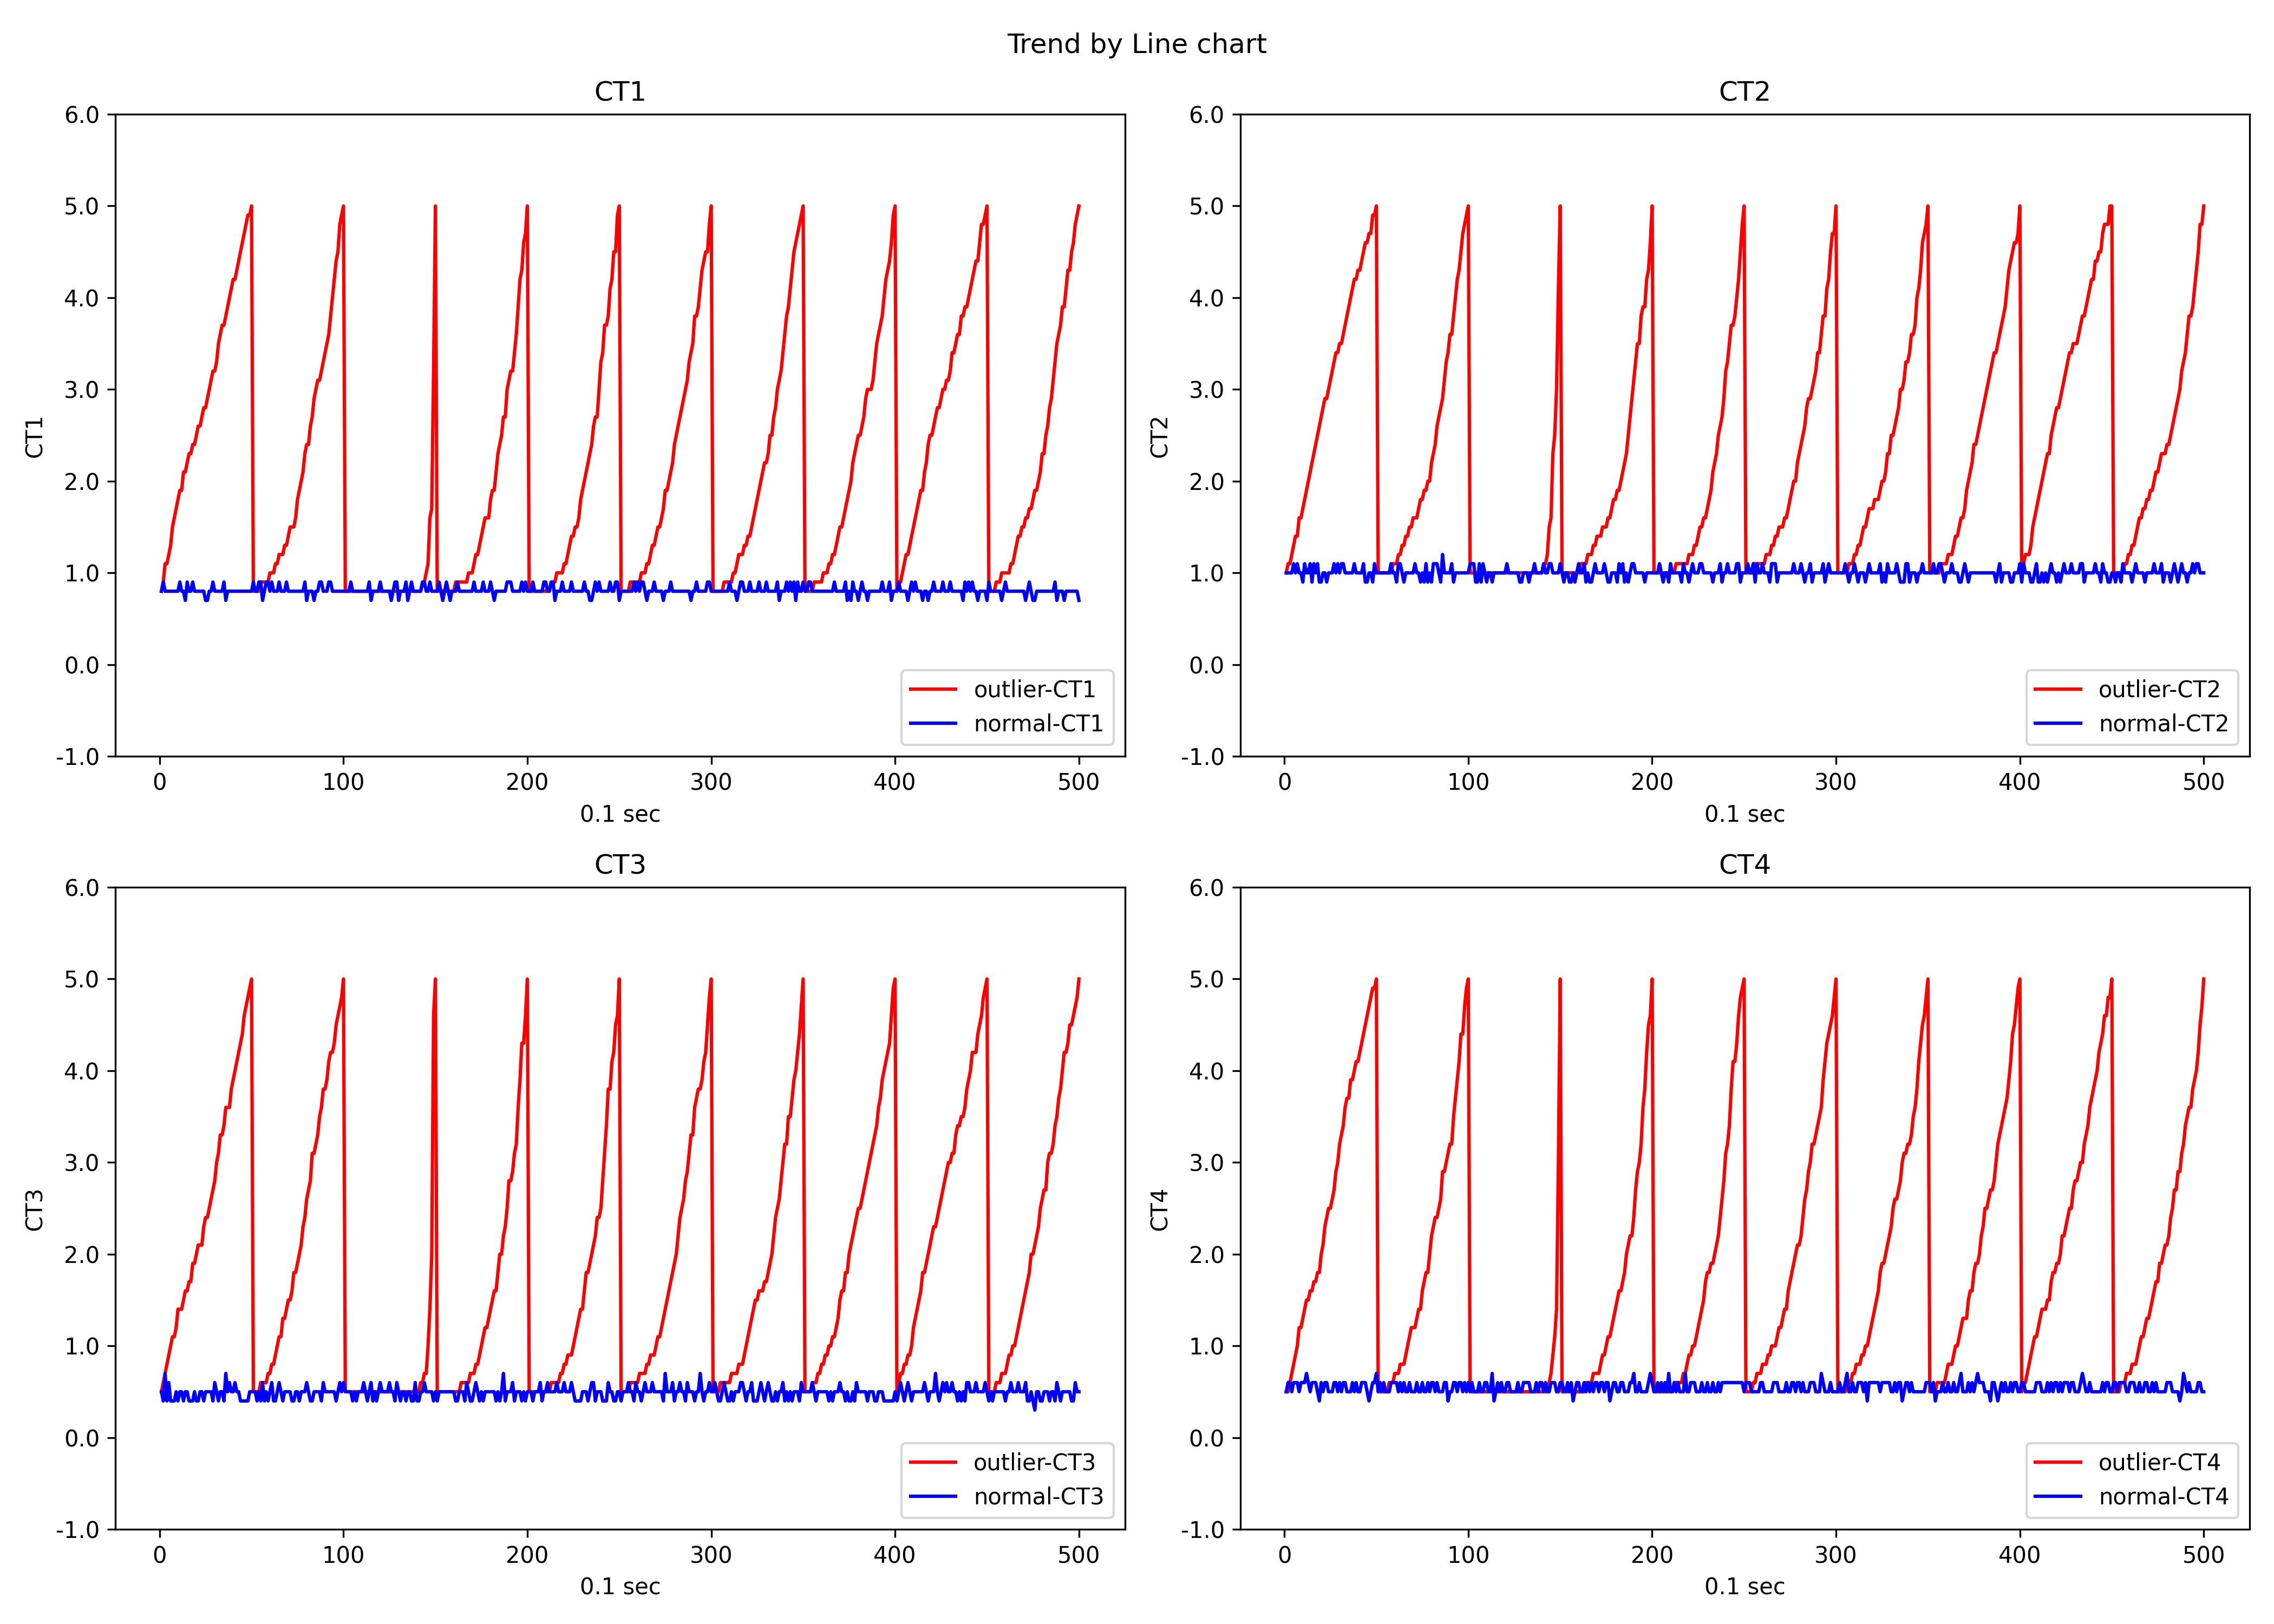 Trend by Line chart
CT1
6.0
5.0
4.0
3.0
2.0
1.0
0.0
-1.0
CT1
outlier-CT1
normal-CT1
0 100 200 300 400 500
0.1 sec
CT2
6.0
5.0
4.0
3.0
2.0
1.0
0.0
-1.0
CT2
outlier-CT2
normal-CT2
0 100 200 300 400 500
0.1 sec
CT3
6.0
5.0
4.0
3.0
2.0
1.0
0.0
-1.0
CT3
outlier-CT3
normal-CT3
0 100 200 300 400 500
0.1 sec
CT4
6.0
5.0
4.0
3.0
2.0
1.0
0.0
-1.0
CT4
outlier-CT4
normal-CT4
0 100 200 300 400 500
0.1 sec